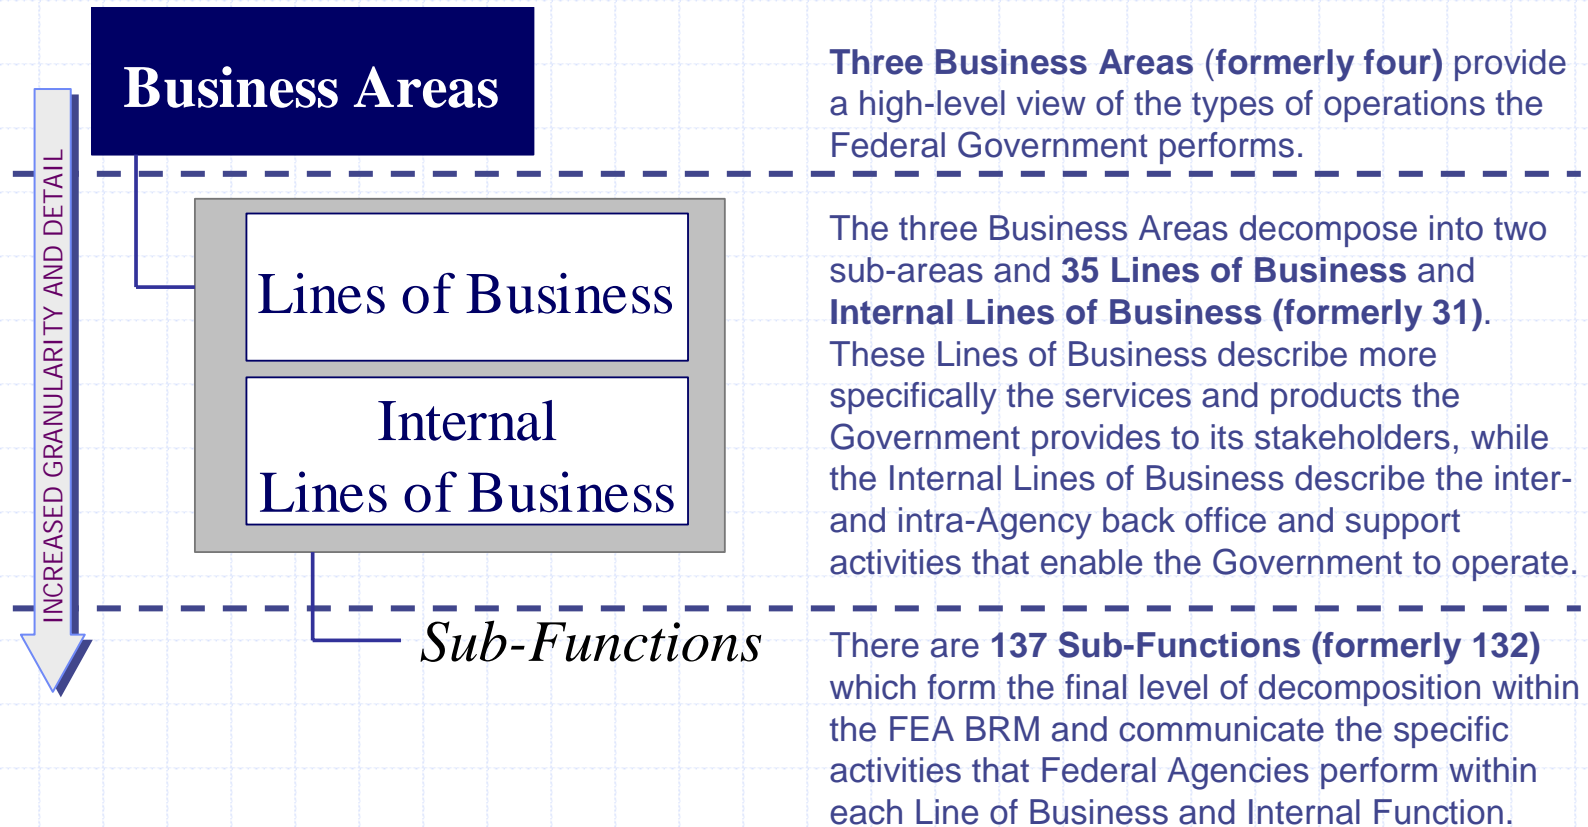 Business Areas
INCREASED GRANULARITY AND DETAIL
Lines of Business
Internal
Lines of Business
Sub-Functions
Three Business Areas (formerly four) provide
a high-level view of the types of operations the
Federal Government performs.
The three Business Areas decompose into two
sub-areas and 35 Lines of Business and
Internal Lines of Business (formerly 31).
These Lines of Business describe more
specifically the services and products the
Government provides to its stakeholders, while
the Internal Lines of Business describe the inter-
and intra-Agency back office and support
activities that enable the Government to operate.
There are 137 Sub-Functions (formerly 132)
which form the final level of decomposition within
the FEA BRM and communicate the specific
activities that Federal Agencies perform within
each Line of Business and Internal Function.